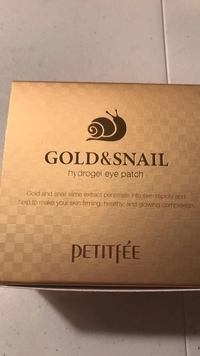 GOLD&SNAIL
hydrogel eye patch
Gold and snail slime extract penetrate into skin rapidly and
help to make your skin firming, healthy, and glowing complexion.
PETITFÉE